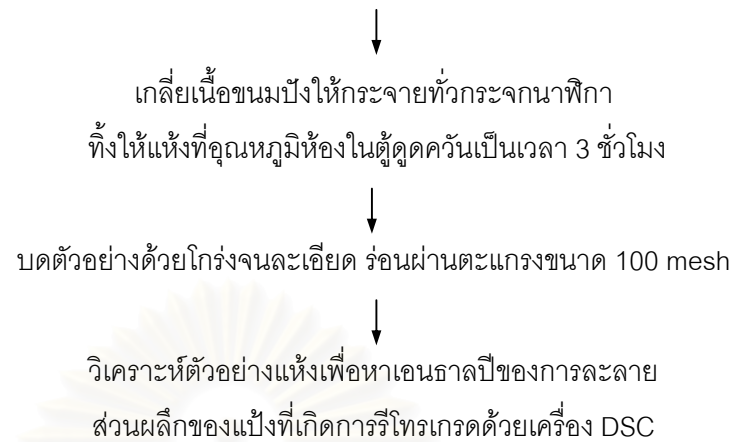 เกลี่ยเนื้อขนมปังให้กระจายทั่วกระจกนาฬิกา
ทิ้งให้แห้งที่อุณหภูมิห้องในตู้ดูดควันเป็นเวลา 3 ชั่วโมง
บดตัวอย่างด้วยโกร่งจนละเอียด ร่อนผ่านตะแกรงขนาด 100 mesh
วิเคราะห์ตัวอย่างแห้งเพื่อหาเอนธาลปีของการละลาย
ส่วนผลึกของแป้งที่เกิดการรีโทรเกรดด้วยเครื่อง DSC